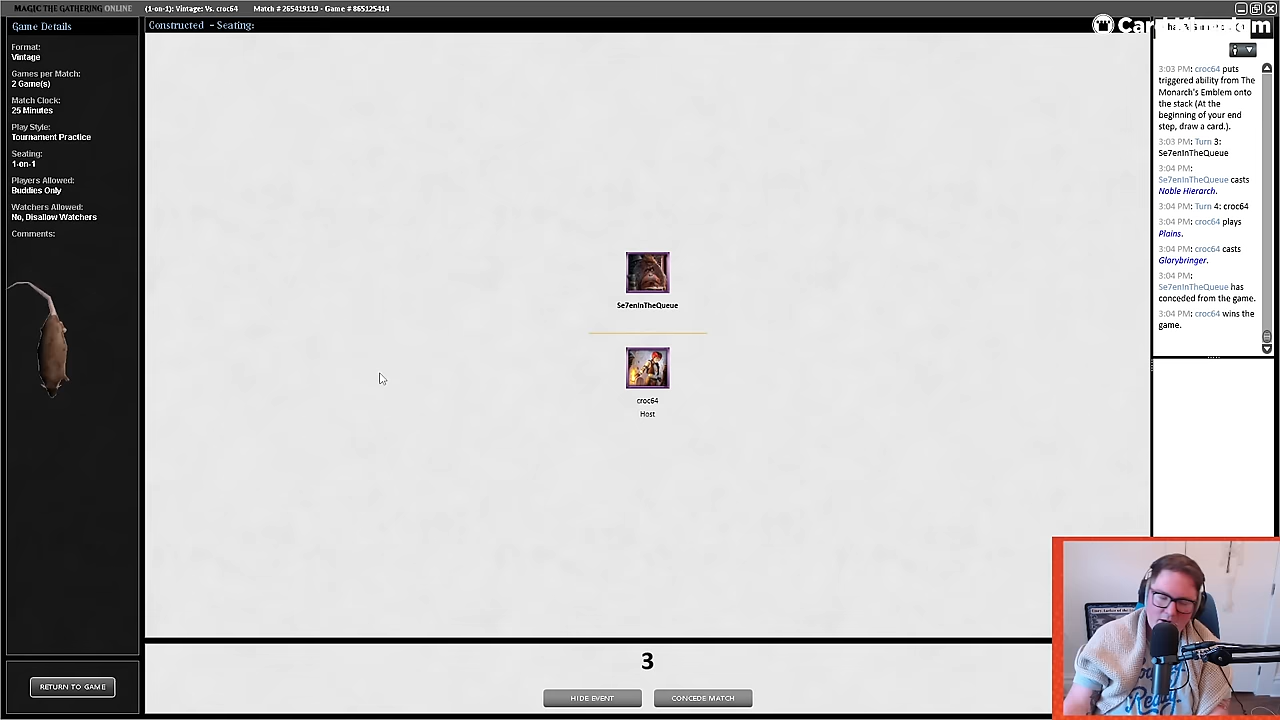 MAGIC THE GATHERING ONLINE (1-on-1): Vintage: Vs. croc64 Match # 265419119 - Game # 865125414
Game Details
Constructed - Seating:
Format:
Vintage
Games per Match:
2 Game(s)
Match Clock:
25 Minutes
Play Style:
Tournament Practice
Seating:
1-on-1
Players Allowed:
Buddies Only
Watchers Allowed:
No, Disallow Watchers
Comments:
RETURN TO GAME
Se7enInTheQueue
croc64
Host
3
HIDE EVENT
CONCEDE MATCH
3:03 PM: croc64 puts
triggered ability from The
Monarch's Emblem onto
the stack (At the
beginning of your end
step, draw a card.).
3:03 PM: Turn 3:
Se7enInTheQueue
3:04 PM:
Se7enInTheQueue casts
Noble Hierarch.
3:04 PM: Turn 4: croc64
3:04 PM: croc64 plays
Plains.
3:04 PM: croc64 casts
Glorybringer.
3:04 PM:
Se7enInTheQueue has
conceded from the game.
3:04 PM: croc64 wins the
game.